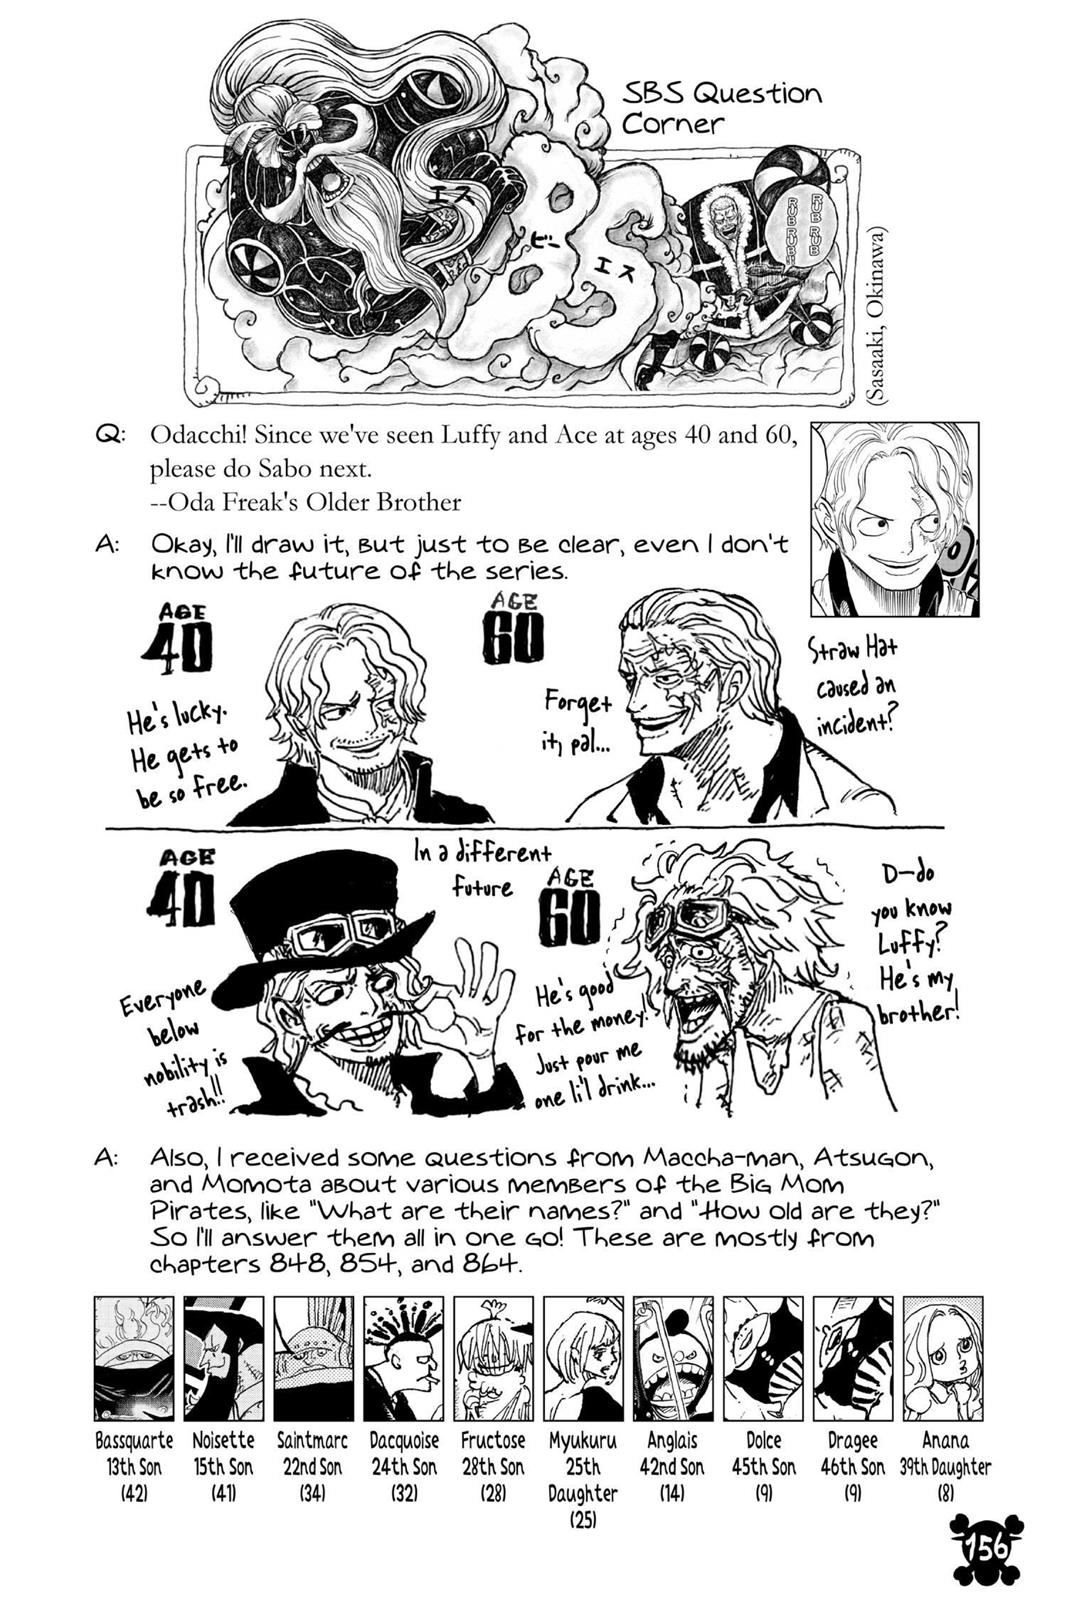 SBS Question
Corner
エス
ビー
エス
RUB RUB
RUB RUB!!
(Sasaaki, Okinawa)
Q: Odacchi! Since we've seen Luffy and Ace at ages 40 and 60,
please do Sabo next.
--Oda Freak's Older Brother
A: Okay, I'll draw it, but just to be clear, even I don't
know the future of the series.
AGE
40
He's lucky.
He gets to
be so free.
AGE
60
Forget
it, pal...
Straw Hat
caused an
incident?
In a different
future
AGE
40
Everyone
below
nobility is
trash!!
AGE
60
He's good
for the money!
Just pour me
one li'l drink...
D-do
you know
Luffy?
He's my
brother!
A: Also, I received some questions from Maccha-man, Atsugon,
and Momota about various members of the Big Mom
Pirates, like "What are their names?" and "How old are they?"
So I'll answer them all in one go! These are mostly from
chapters 848, 854, and 864.
Bassquarte
13th Son
(42)
Noisette
15th Son
(41)
Saintmarc
22nd Son
(34)
Dacquoise
24th Son
(32)
Fructose
28th Son
(28)
Myukuru
25th
Daughter
(25)
Anglais
42nd Son
(14)
Dolce
45th Son
(9)
Dragee
46th Son
(9)
Anana
39th Daughter
(8)
156